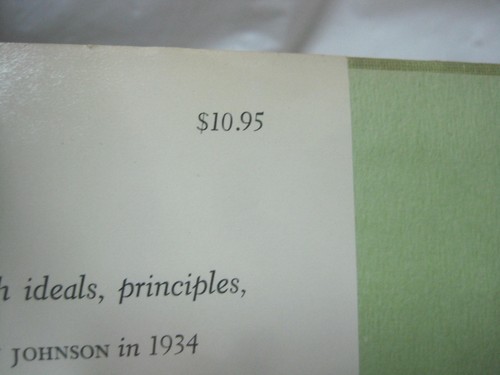 $10.95
h ideals, principles,
JOHNSON in 1934